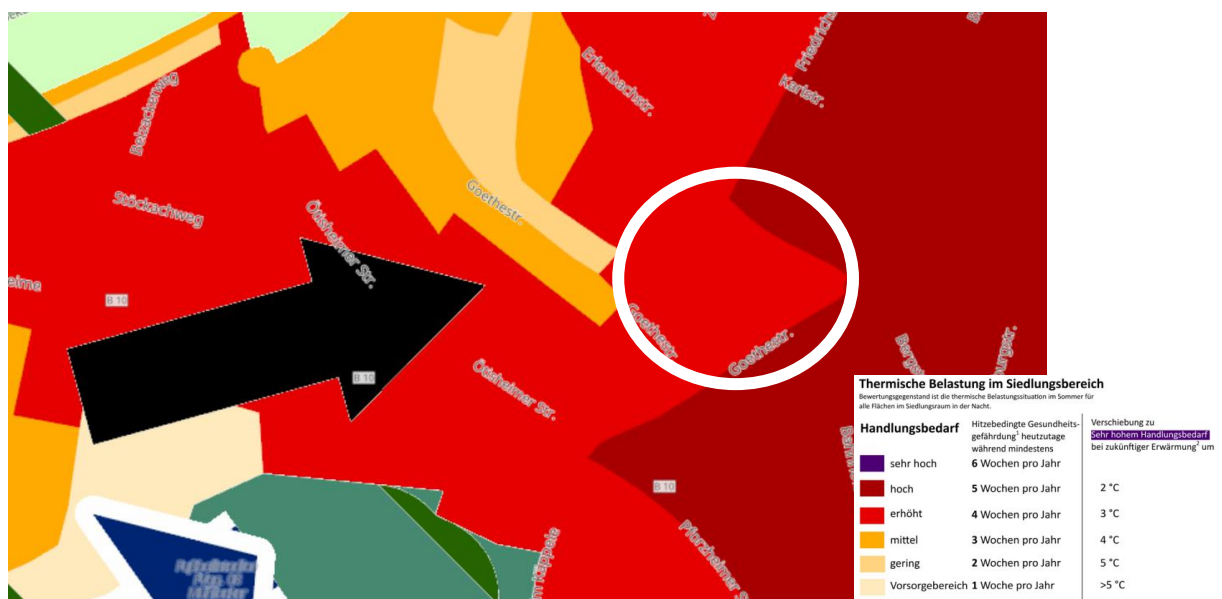 Erlenbachstr.
Friedrich
Karlstr.
Belzackerweg
Stöckachweg
Goethestr.
Ötisheimer Str.
B 10
Goethestr.
Goethestr.
B 10
Ötisheimer Str.
B 10
Pforzheimer S
Thermische Belastung im Siedlungsbereich
Bewertungsgegenstand ist die thermische Belastungssituation im Sommer für
alle Flächen im Siedlungsraum in der Nacht.
Handlungsbedarf
Hitzebedingte Gesundheits-
gefährdung¹ heutzutage
während mindestens
Verschiebung zu
Sehr hohem Handlungsbedarf
bei zukünftiger Erwärmung² um
sehr hoch 6 Wochen pro Jahr
hoch 5 Wochen pro Jahr 2 °C
erhöht 4 Wochen pro Jahr 3 °C
mittel 3 Wochen pro Jahr 4 °C
gering 2 Wochen pro Jahr 5 °C
Vorsorgebereich 1 Woche pro Jahr >5 °C